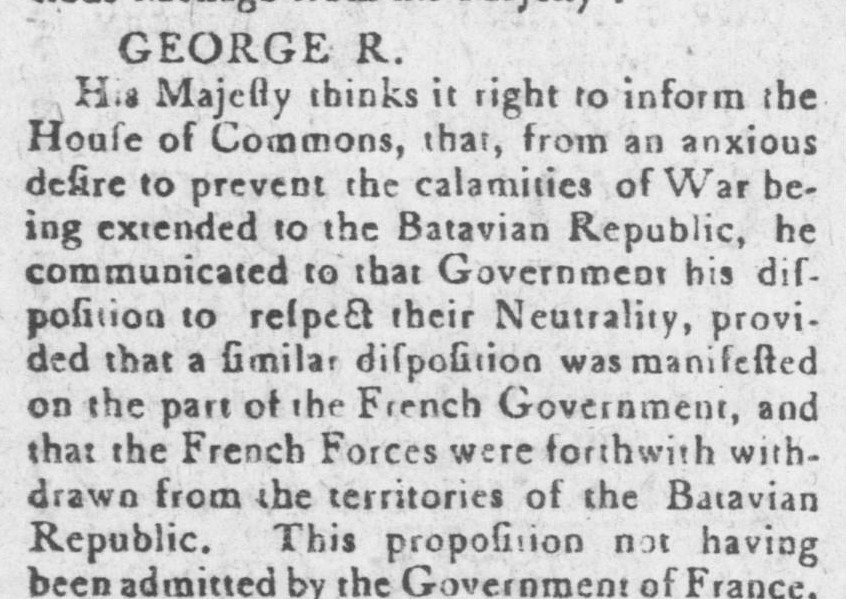 GEORGE R.
His Majeſty thinks it right to inform the
Houſe of Commons, that, from an anxious
deſire to prevent the calamities of War be-
ing extended to the Batavian Republic, he
communicated to that Government his diſ-
poſition to reſpect their Neutrality, provi-
ded that a ſimilar diſpoſition was manifeſted
on the part of the French Government, and
that the French Forces were forthwith with-
drawn from the territories of the Batavian
Republic. This propoſition not having
been admitted by the Government of France,